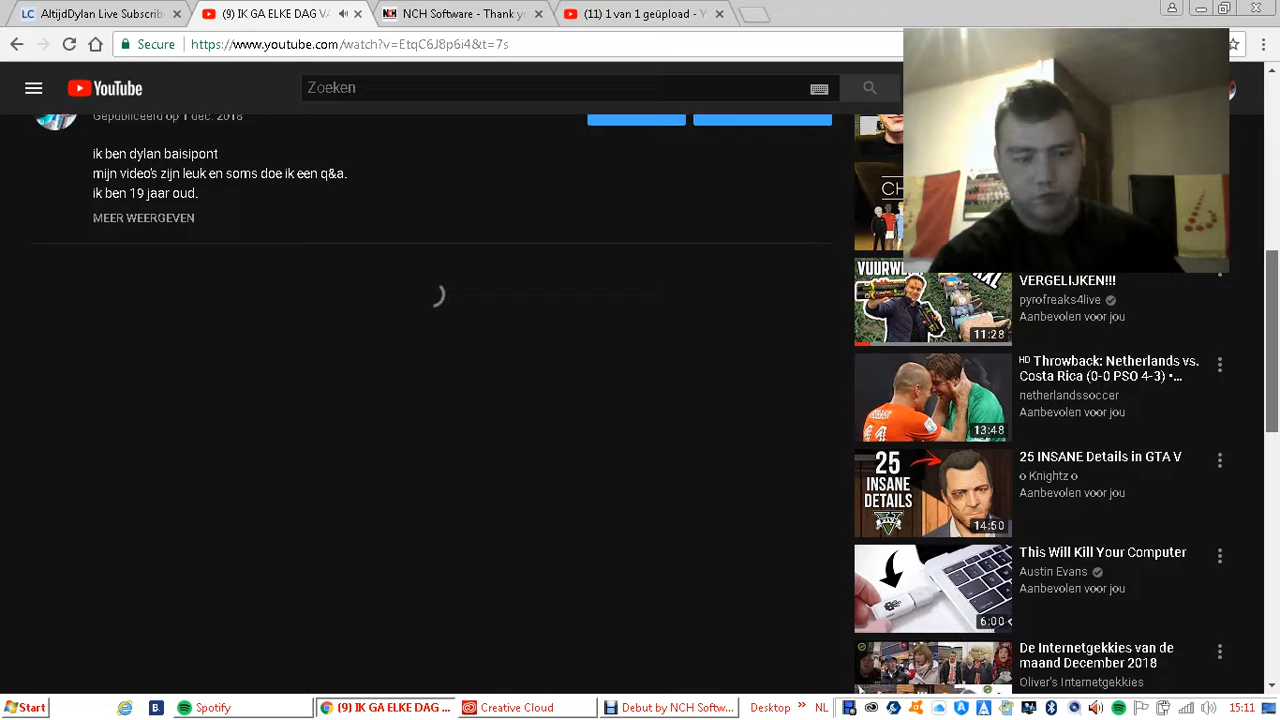 AltijdDylan Live Subscrib
(9) IK GA ELKE DAG VA
NCH Software - Thank yo
(11) 1 van 1 geüpload - Y
Secure
https://www.youtube.com/watch?v=EtqC6J8p6i4&t=7s
YouTube
Zoeken
Gepubliceerd op 1 dec. 2018
ik ben dylan baisipont
mijn video's zijn leuk en soms doe ik een q&a.
ik ben 19 jaar oud.
MEER WEERGEVEN
CH
VUURWE
XL
11:28
VERGELIJKEN!!!
pyrofreaks4live
Aanbevolen voor jou
13:48
HD Throwback: Netherlands vs.
Costa Rica (0-0 PSO 4-3) •...
netherlandssoccer
Aanbevolen voor jou
25
INSANE
DETAILS
14:50
25 INSANE Details in GTA V
o Knightz o
Aanbevolen voor jou
6:00
This Will Kill Your Computer
Austin Evans
Aanbevolen voor jou
De Internetgekkies van de
maand December 2018
Oliver's Internetgekkies
Start
Spotify
(9) IK GA ELKE DAG ...
Creative Cloud
Debut by NCH Softw...
Desktop
NL
15:11